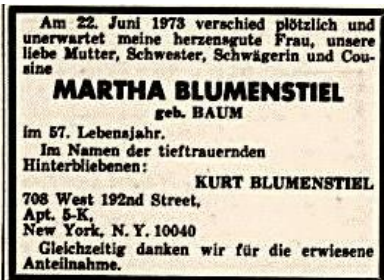 Am 22. Juni 1973 verschied plötzlich und
unerwartet meine herzensgute Frau, unsere
liebe Mutter, Schwester, Schwägerin und Cou-
sine
MARTHA BLUMENSTIEL
geb. BAUM
im 57. Lebensjahr.
Im Namen der tieftrauernden
Hinterbliebenen:
KURT BLUMENSTIEL
708 West 192nd Street,
Apt. 5-K,
New York, N. Y. 10040
Gleichzeitig danken wir für die erwiesene
Anteilnahme.